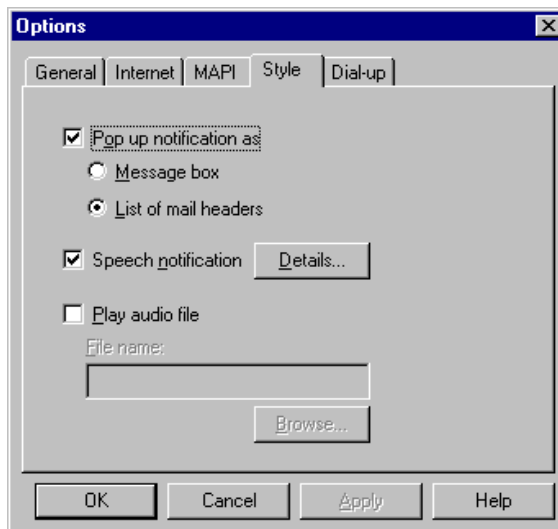 Options
General Internet MAPI Style Dial-up
Pop up notification as
Message box
List of mail headers
Speech notification Details...
Play audio file
File name:
Browse...
OK Cancel Apply Help